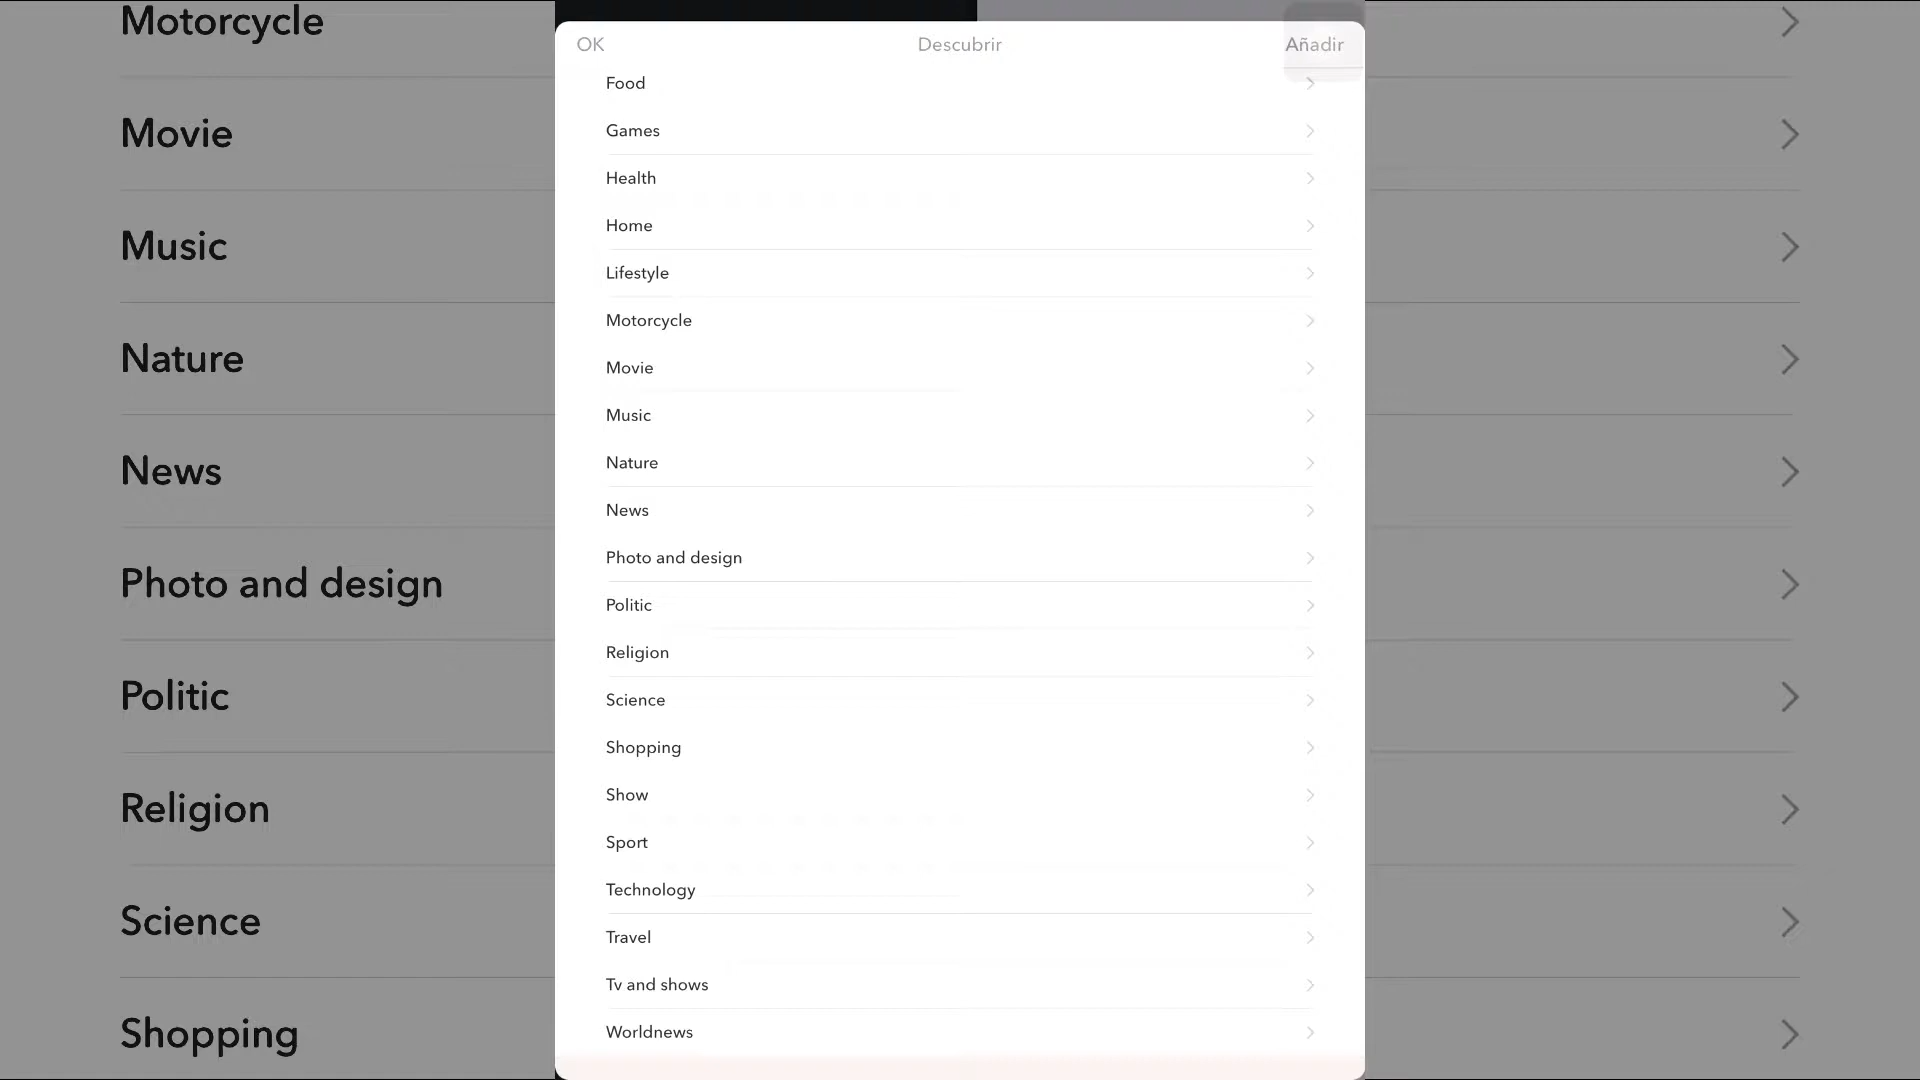 Motorcycle
Movie
Music
Nature
News
Photo and design
Politic
Religion
Science
Shopping
OK
Descubrir
Añadir
Food
Games
Health
Home
Lifestyle
Motorcycle
Movie
Music
Nature
News
Photo and design
Politic
Religion
Science
Shopping
Show
Sport
Technology
Travel
Tv and shows
Worldnews